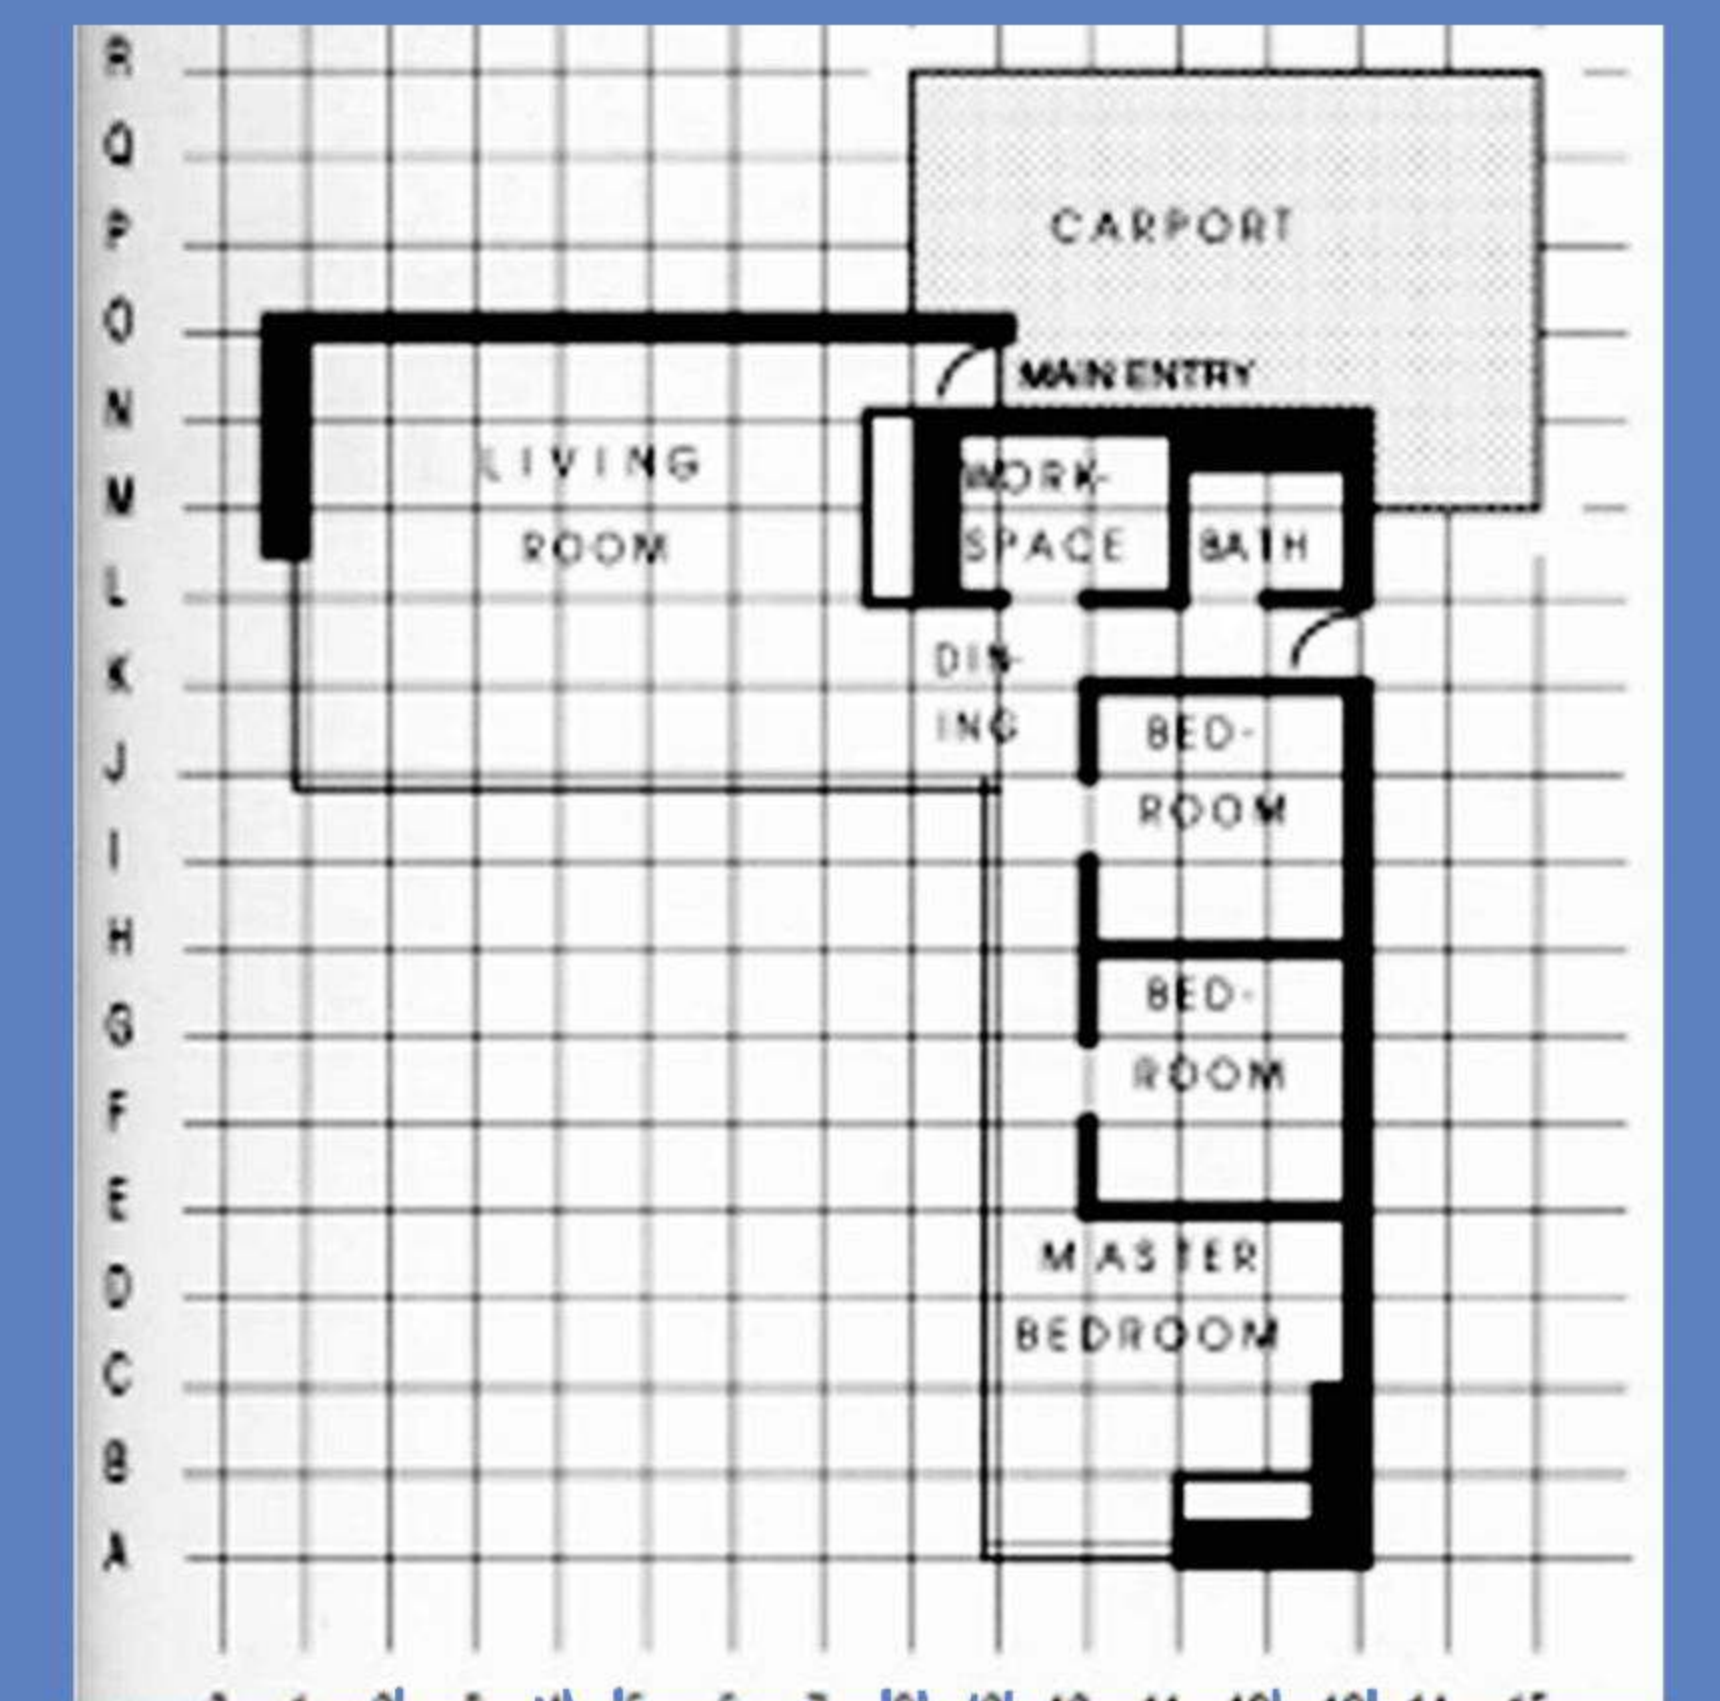 R
Q
CARPORT
P
O
MAIN ENTRY
N
LIVING
WORK-
M
ROOM
SPACE
BATH
L
DIN-
K
ING
BED-
J
ROOM
I
H
BED-
G
ROOM
F
E
MASTER
D
BEDROOM
C
B
A